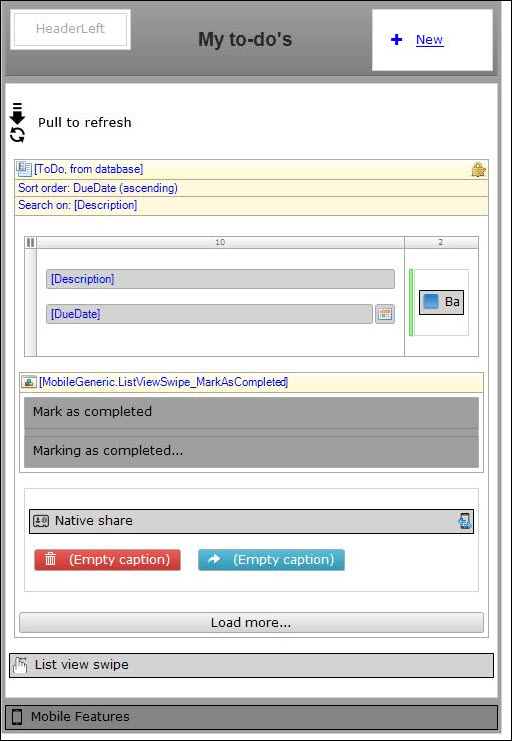 HeaderLeft
My to-do's
New
Pull to refresh
[ToDo, from database]
Sort order: DueDate (ascending)
Search on: [Description]
10
2
[Description]
[DueDate]
Ba
[MobileGeneric.ListViewSwipe_MarkAsCompleted]
Mark as completed
Marking as completed...
Native share
(Empty caption)
(Empty caption)
Load more...
List view swipe
Mobile Features